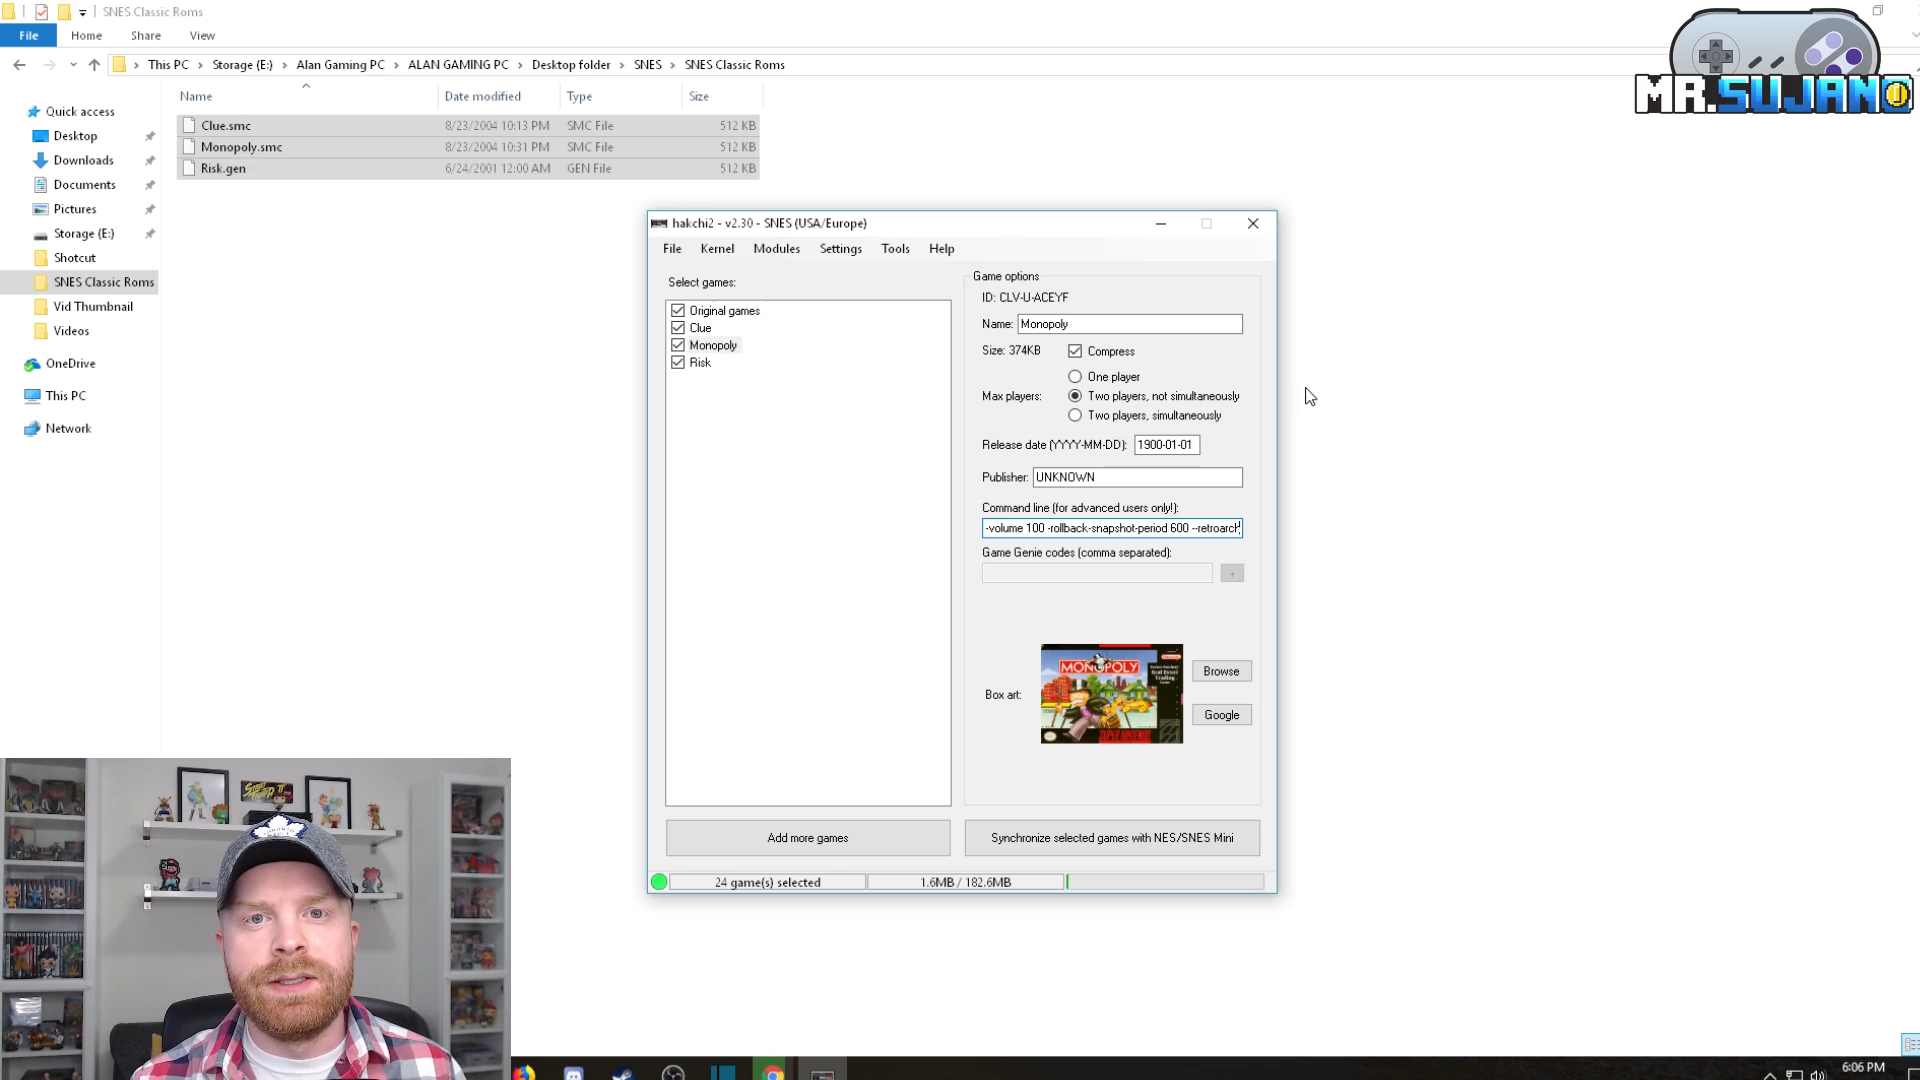 SNES Classic Roms
File Home Share View
This PC › Storage (E:) › Alan Gaming PC › ALAN GAMING PC › Desktop folder › SNES › SNES Classic Roms
MR.SUJANO
Name Date modified Type Size
Clue.smc 8/23/2004 10:13 PM SMC File 512 KB
Monopoly.smc 8/23/2004 10:31 PM SMC File 512 KB
Risk.gen 6/24/2001 12:00 AM GEN File 512 KB
Quick access
Desktop
Downloads
Documents
Pictures
Storage (E:)
Shotcut
SNES Classic Roms
Vid Thumbnail
Videos
OneDrive
This PC
Network
hakchi2 - v2.30 - SNES (USA/Europe)
File Kernel Modules Settings Tools Help
Select games:
Original games
Clue
Monopoly
Risk
Game options
ID: CLV-U-ACEYF
Name: Monopoly
Size: 374KB Compress
One player
Max players: Two players, not simultaneously
Two players, simultaneously
Release date (YYYY-MM-DD): 1900-01-01
Publisher: UNKNOWN
Command line (for advanced users only!):
-volume 100 -rollback-snapshot-period 600 --retroarch
Game Genie codes (comma separated):
+
MONOPOLY
SUPER NINTENDO
Box art:
Browse
Google
Add more games
Synchronize selected games with NES/SNES Mini
24 game(s) selected 1.6MB / 182.6MB
STREET FIGHTER II
6:06 PM